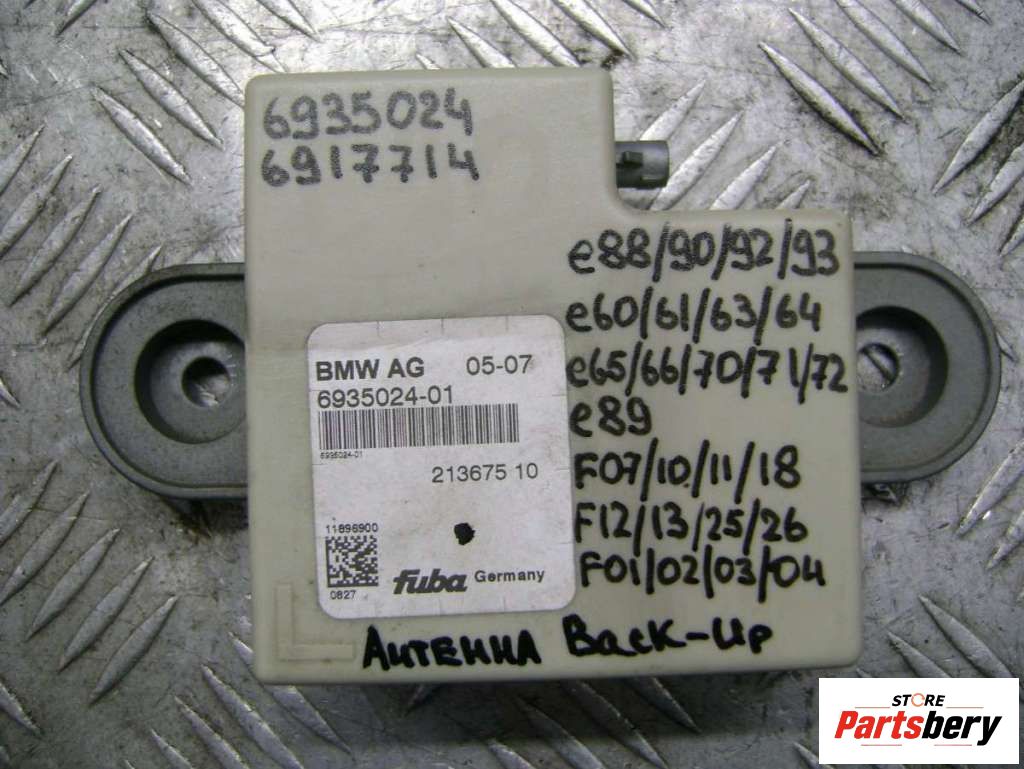 6935024
6917714
e88/90/92/93
e60/61/63/64
e65/66/70/71/72
e89
F07/10/11/18
F12/13/25/26
F01/02/03/04
BMW AG 05-07
6935024-01
6935024-01
213675 10
11896900
0827
fuba Germany
Антенна Back-up
STORE
Partsbery